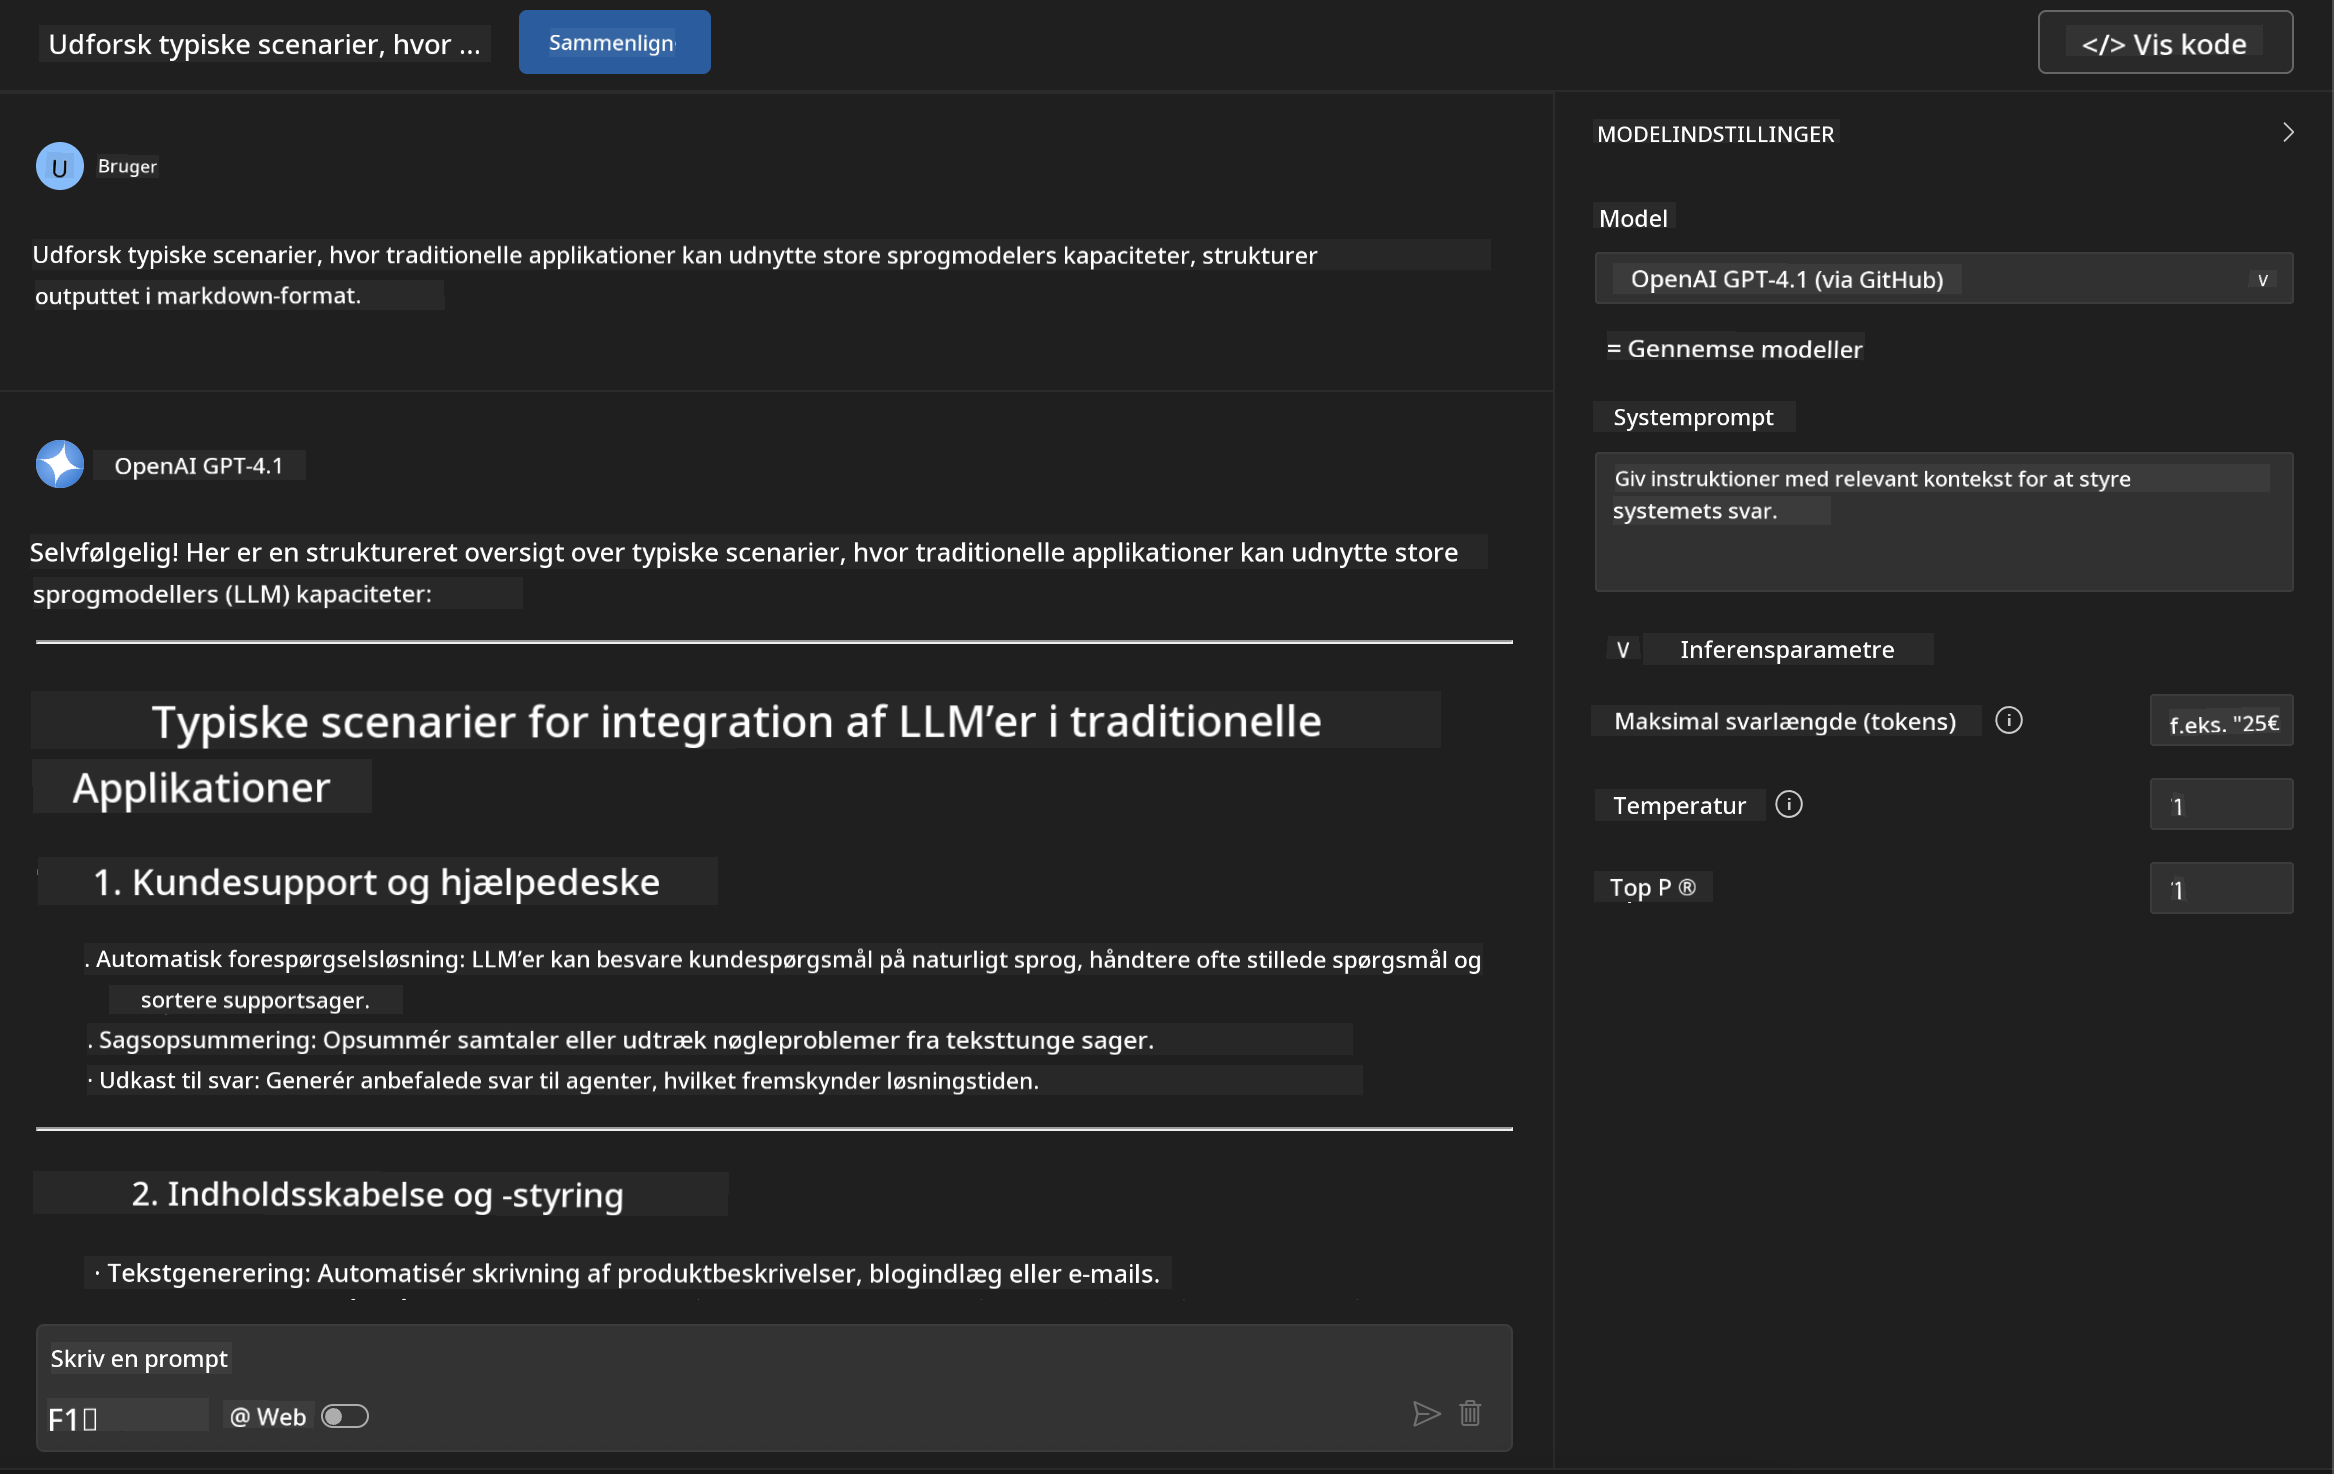 Udforsk typiske scenarier, hvor ...
Sammenlign
</> Vis kode
U
Bruger
Udforsk typiske scenarier, hvor traditionelle applikationer kan udnytte store sprogmodelers kapaciteter, strukturer
outputtet i markdown-format.
OpenAI GPT-4.1
Selvfølgelig! Her er en struktureret oversigt over typiske scenarier, hvor traditionelle applikationer kan udnytte store
sprogmodellers (LLM) kapaciteter:
Typiske scenarier for integration af LLM’er i traditionelle
Applikationer
1. Kundesupport og hjælpedeske
. Automatisk forespørgselsløsning: LLM’er kan besvare kundespørgsmål på naturligt sprog, håndtere ofte stillede spørgsmål og
sortere supportsager.
. Sagsopsummering: Opsummér samtaler eller udtræk nøgleproblemer fra teksttunge sager.
· Udkast til svar: Generér anbefalede svar til agenter, hvilket fremskynder løsningstiden.
2. Indholdsskabelse og -styring
· Tekstgenerering: Automatisér skrivning af produktbeskrivelser, blogindlæg eller e-mails.
Skriv en prompt
F1
@ Web
MODELINDSTILLINGER
Model
OpenAI GPT-4.1 (via GitHub)
v
= Gennemse modeller
Systemprompt
Giv instruktioner med relevant kontekst for at styre
systemets svar.
V Inferensparametre
Maksimal svarlængde (tokens)
f.eks. "25€
Temperatur
1
Top P ®
1